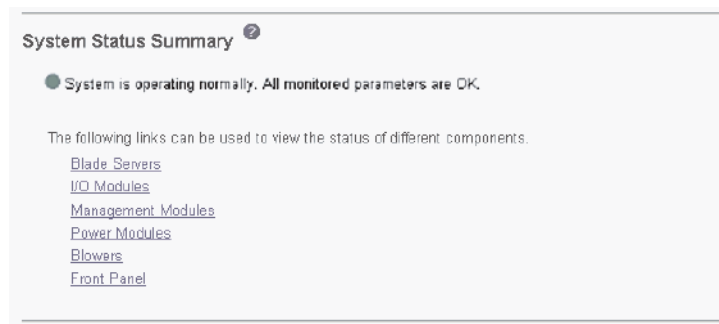 System Status Summary ?
System is operating normally. All monitored parameters are OK.
The following links can be used to view the status of different components.
Blade Servers
I/O Modules
Management Modules
Power Modules
Blowers
Front Panel